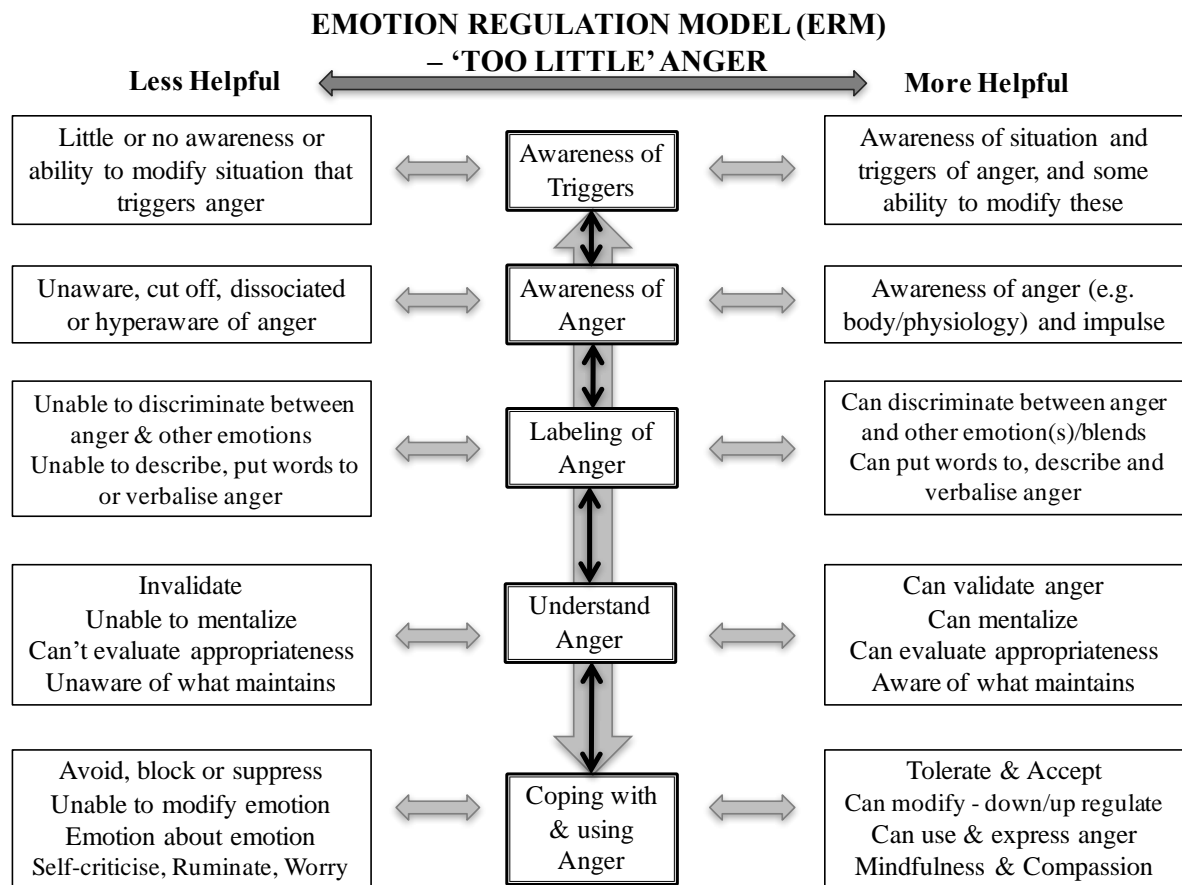 EMOTION REGULATION MODEL (ERM)
– ‘TOO LITTLE’ ANGER
Less Helpful
More Helpful
Little or no awareness or
ability to modify situation that
triggers anger
Awareness of
Triggers
Awareness of situation and
triggers of anger, and some
ability to modify these
Unaware, cut off, dissociated
or hyperaware of anger
Awareness of
Anger
Awareness of anger (e.g.
body/physiology) and impulse
Unable to discriminate between
anger & other emotions
Unable to describe, put words to
or verbalise anger
Labeling of
Anger
Can discriminate between anger
and other emotion(s)/blends
Can put words to, describe and
verbalise anger
Invalidate
Unable to mentalize
Can’t evaluate appropriateness
Unaware of what maintains
Understand
Anger
Can validate anger
Can mentalize
Can evaluate appropriateness
Aware of what maintains
Avoid, block or suppress
Unable to modify emotion
Emotion about emotion
Self-criticise, Ruminate, Worry
Coping with
& using
Anger
Tolerate & Accept
Can modify - down/up regulate
Can use & express anger
Mindfulness & Compassion